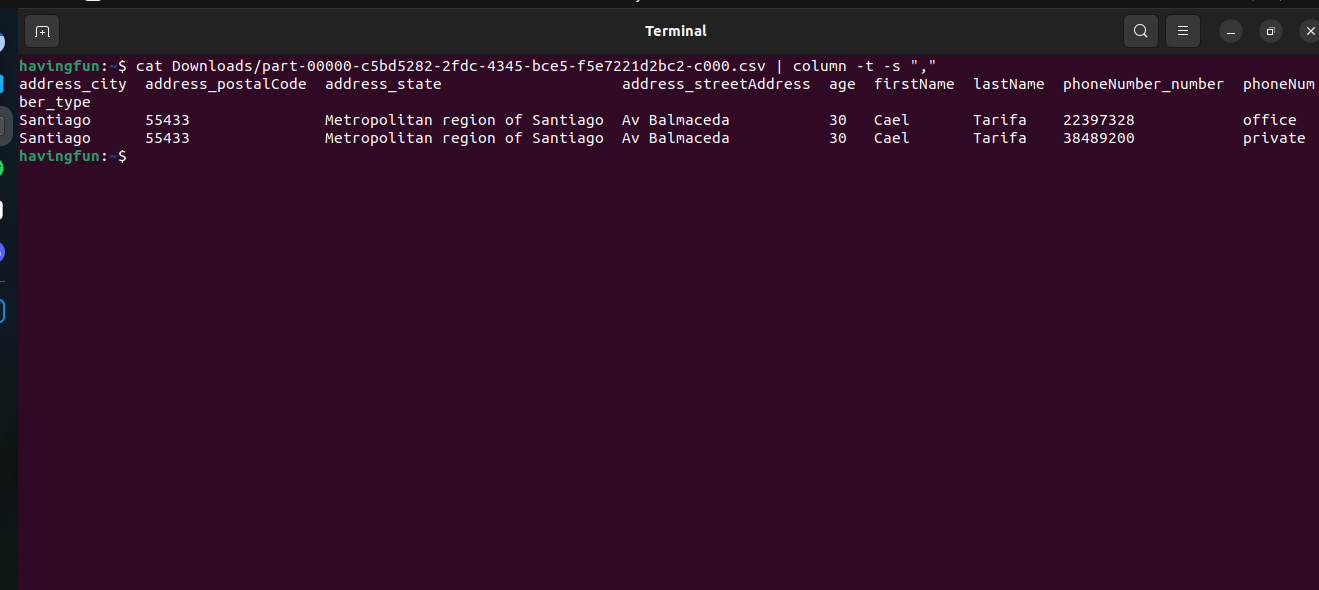 Terminal
havingfun:~$ cat Downloads/part-00000-c5bd5282-2fdc-4345-bce5-f5e7221d2bc2-c000.csv | column -t -s ","
address_city  address_postalCode  address_state                    address_streetAddress  age  firstName  lastName  phoneNumber_number  phoneNum
ber_type
Santiago      55433               Metropolitan region of Santiago  Av Balmaceda           30   Cael       Tarifa    22397328            office
Santiago      55433               Metropolitan region of Santiago  Av Balmaceda           30   Cael       Tarifa    38489200            private
havingfun:~$